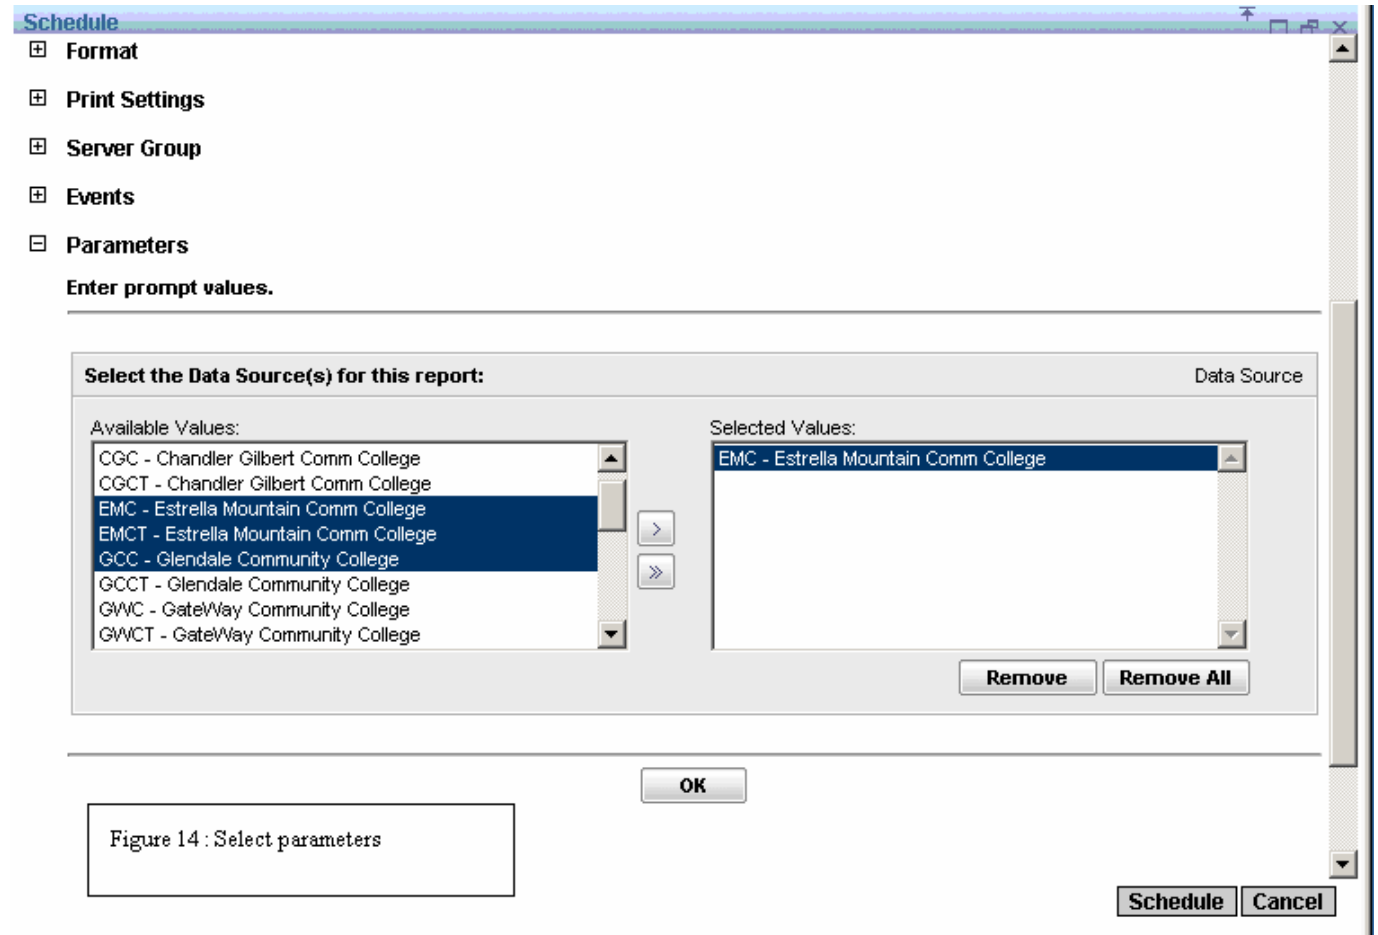 Schedule
Format
Print Settings
Server Group
Events
Parameters
Enter prompt values.
Select the Data Source(s) for this report:
Data Source
Available Values:
CGC - Chandler Gilbert Comm College
CGCT - Chandler Gilbert Comm College
EMC - Estrella Mountain Comm College
EMCT - Estrella Mountain Comm College
GCC - Glendale Community College
GCCT - Glendale Community College
GWC - GateWay Community College
GWCT - GateWay Community College
>
»
Selected Values:
EMC - Estrella Mountain Comm College
Remove
Remove All
OK
Figure 14 : Select parameters
Schedule
Cancel